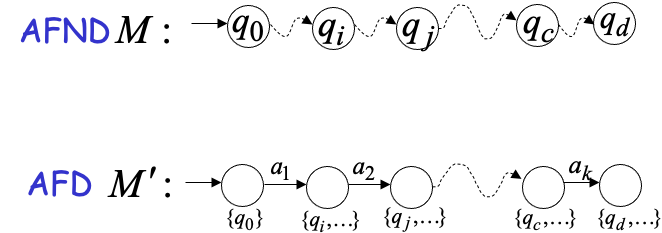 AFND M : q0 qi qj qc qd
AFD M′ : a1 a2 ak
{q0} {qi,…} {qj,…} {qc,…} {qd,…}